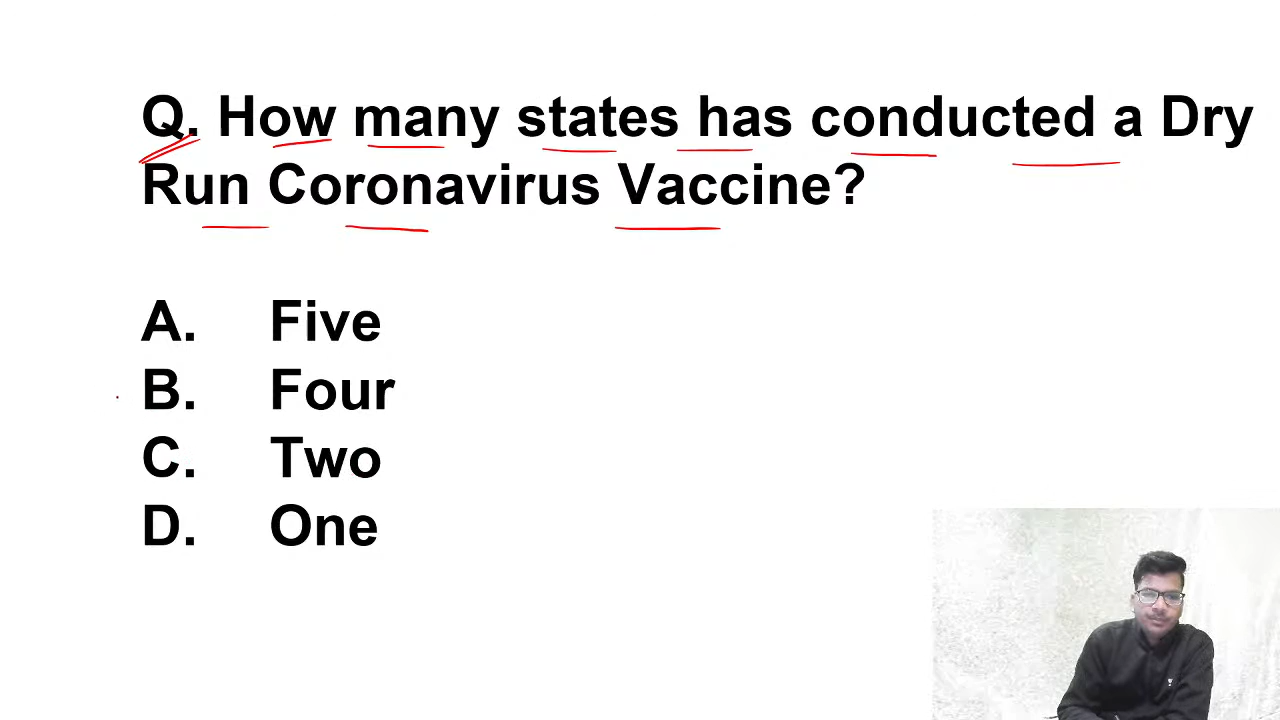 Q. How many states has conducted a Dry
Run Coronavirus Vaccine?
A. Five
B. Four
C. Two
D. One